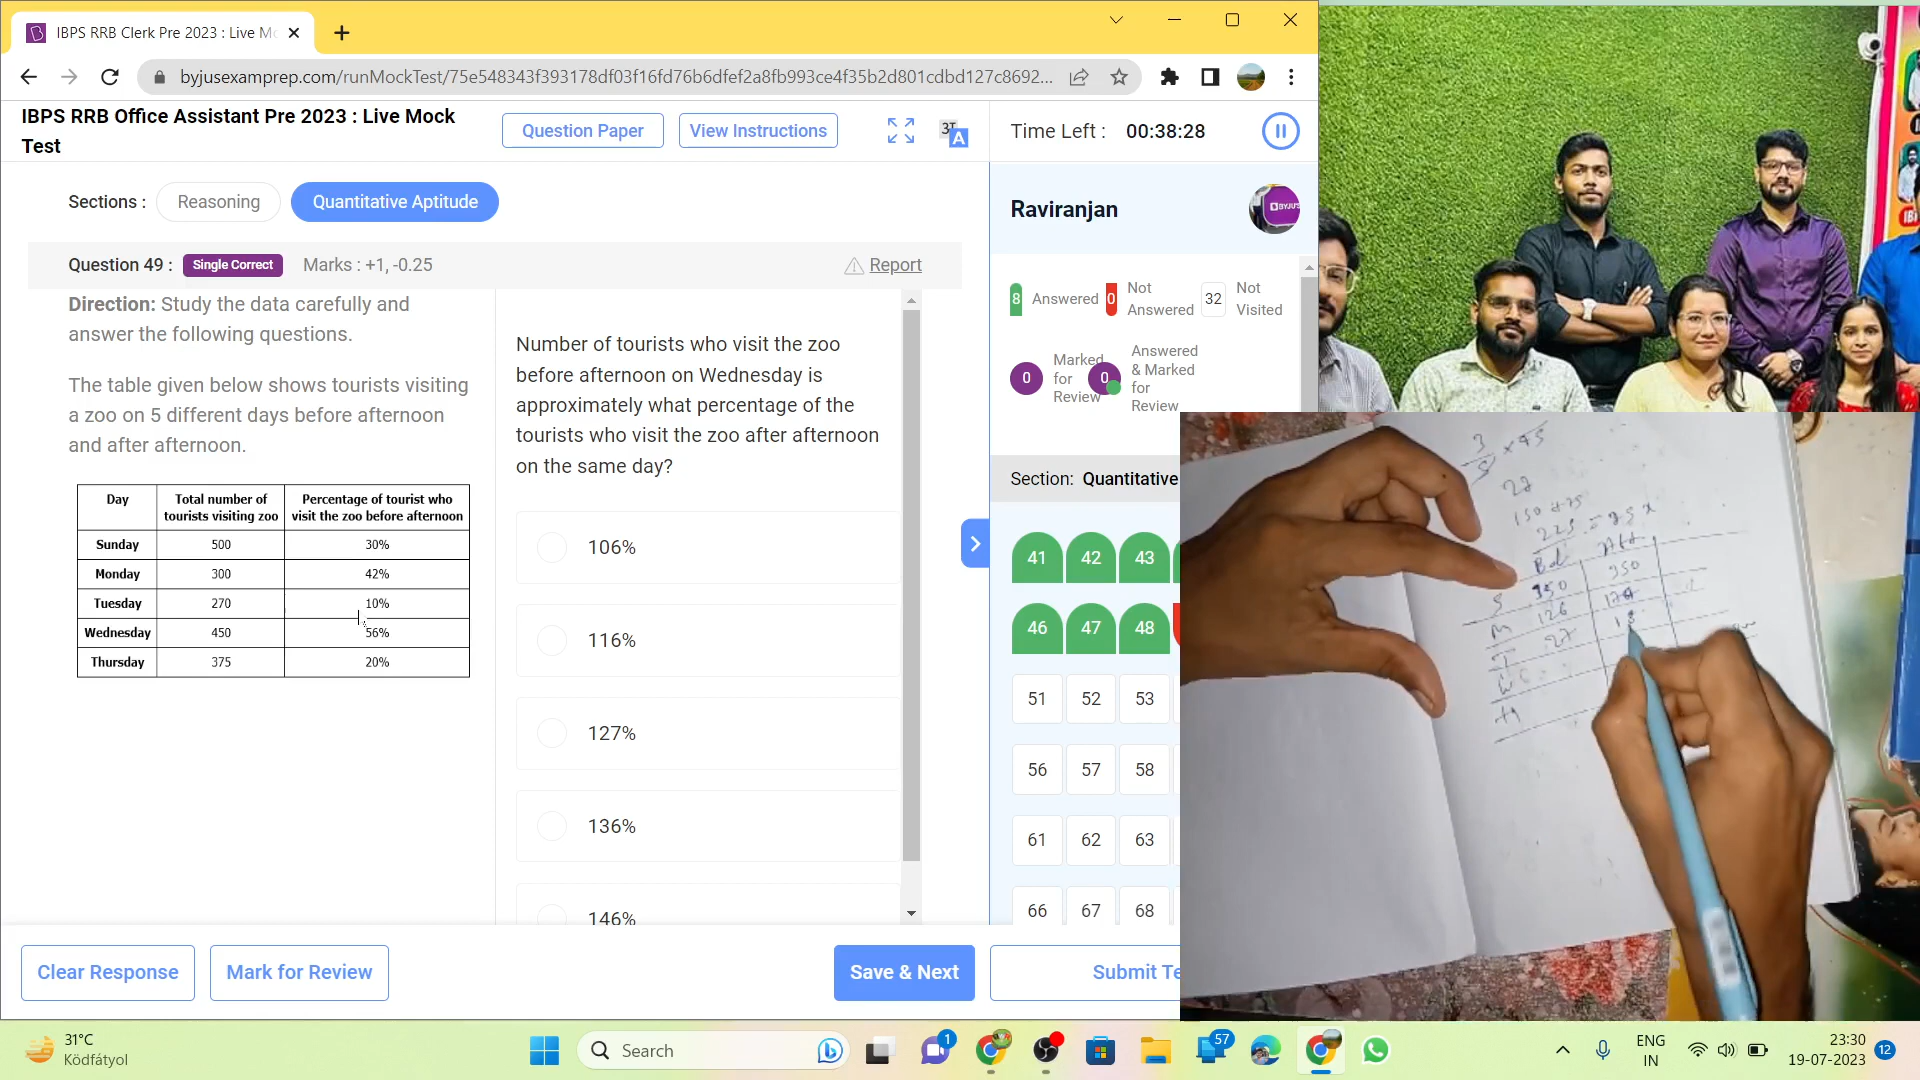 IBPS RRB Clerk Pre 2023 : Live Mo
byjusexamprep.com/runMockTest/75e548343f393178df03f16fd76b6dfef2a8fb993ce4f35b2d801cdbd127c8692...
IBPS RRB Office Assistant Pre 2023 : Live Mock
Test
Question Paper
View Instructions
Time Left : 00:38:28
Sections : Reasoning Quantitative Aptitude
Raviranjan
BYJU'S
Question 49 : Single Correct Marks : +1, -0.25 Report
Direction: Study the data carefully and
answer the following questions.
The table given below shows tourists visiting
a zoo on 5 different days before afternoon
and after afternoon.
Day Total number of tourists visiting zoo Percentage of tourist who visit the zoo before afternoon
Sunday 500 30%
Monday 300 42%
Tuesday 270 10%
Wednesday 450 56%
Thursday 375 20%
Number of tourists who visit the zoo
before afternoon on Wednesday is
approximately what percentage of the
tourists who visit the zoo after afternoon
on the same day?
106%
116%
127%
136%
146%
8 Answered 0 Not Answered 32 Not Visited
0 Marked for Review 0 Answered & Marked for Review
Section: Quantitative
41 42 43
46 47 48
51 52 53
56 57 58
61 62 63
66 67 68
Clear Response
Mark for Review
Save & Next
Submit Te
27
126
27
31°C
Ködfátyol
Search
1
57
ENG
IN
23:30
19-07-2023
12